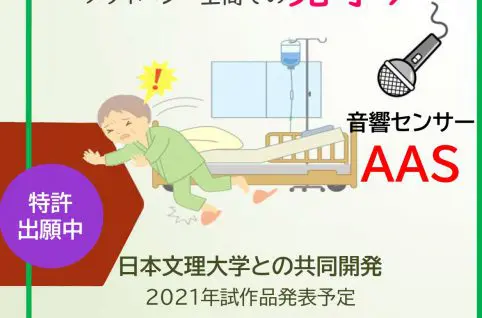 音響センサー
AAS
特許
出願中
日本文理大学との共同開発
2021年試作品発表予定